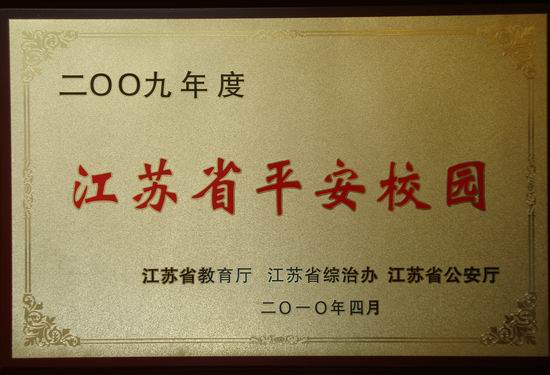 二〇〇九年度
江苏省平安校园
江苏省教育厅 江苏省综治办 江苏省公安厅
二〇一〇年四月